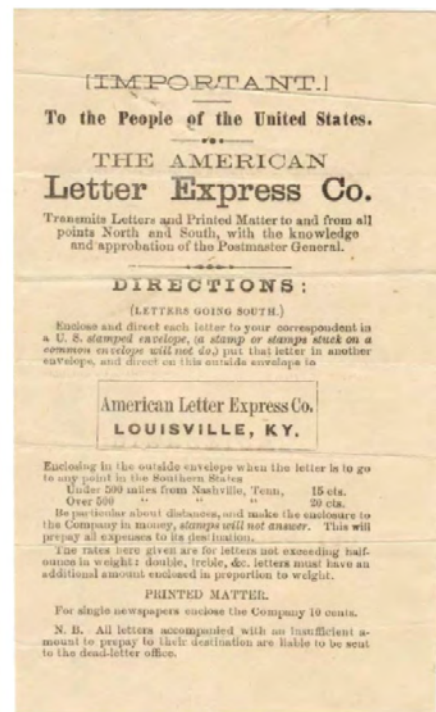 [IMPORTANT.]
To the People of the United States.
THE AMERICAN
Letter Express Co.
Transmits Letters and Printed Matter to and from all
points North and South, with the knowledge
and approbation of the Postmaster General.
DIRECTIONS:
(LETTERS GOING SOUTH.)
Enclose and direct each letter to your correspondent in
a U. S. stamped envelope, (a stamp or stamps stuck on a
common envelope will not do,) put that letter in another
envelope, and direct on this outside envelope to
American Letter Express Co.
LOUISVILLE, KY.
Enclosing in the outside envelope when the letter is to go
to any point in the Southern States
Under 500 miles from Nashville, Tenn, 15 cts.
Over 500 " " 20 cts.
Be particular about distances, and make the enclosure to
the Company in money, stamps will not answer. This will
prepay all expenses to its destination.
The rates here given are for letters not exceeding half-
ounce in weight: double, treble, &c. letters must have an
additional amount enclosed in proportion to weight.
PRINTED MATTER.
For single newspapers enclose the Company 10 cents.
N. B. All letters accompanied with an insufficient a-
mount to prepay to their destination are liable to be sent
to the dead-letter office.